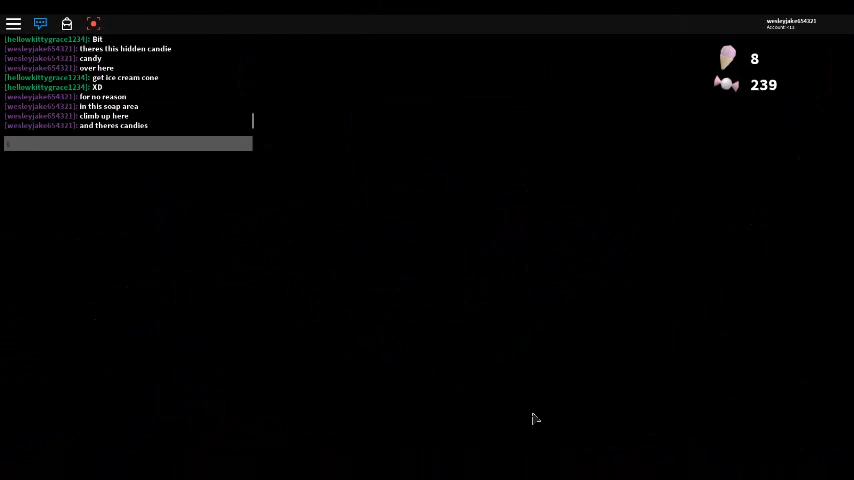 wesleyjake654321
Account: <13
[hellowkittygrace1234]: Bit
[wesleyjake654321]: theres this hidden candie
[wesleyjake654321]: candy
[wesleyjake654321]: over here
[hellowkittygrace1234]: get ice cream cone
[hellowkittygrace1234]: XD
[wesleyjake654321]: for no reason
[wesleyjake654321]: in this soap area
[wesleyjake654321]: climb up here
[wesleyjake654321]: and theres candies
8
239